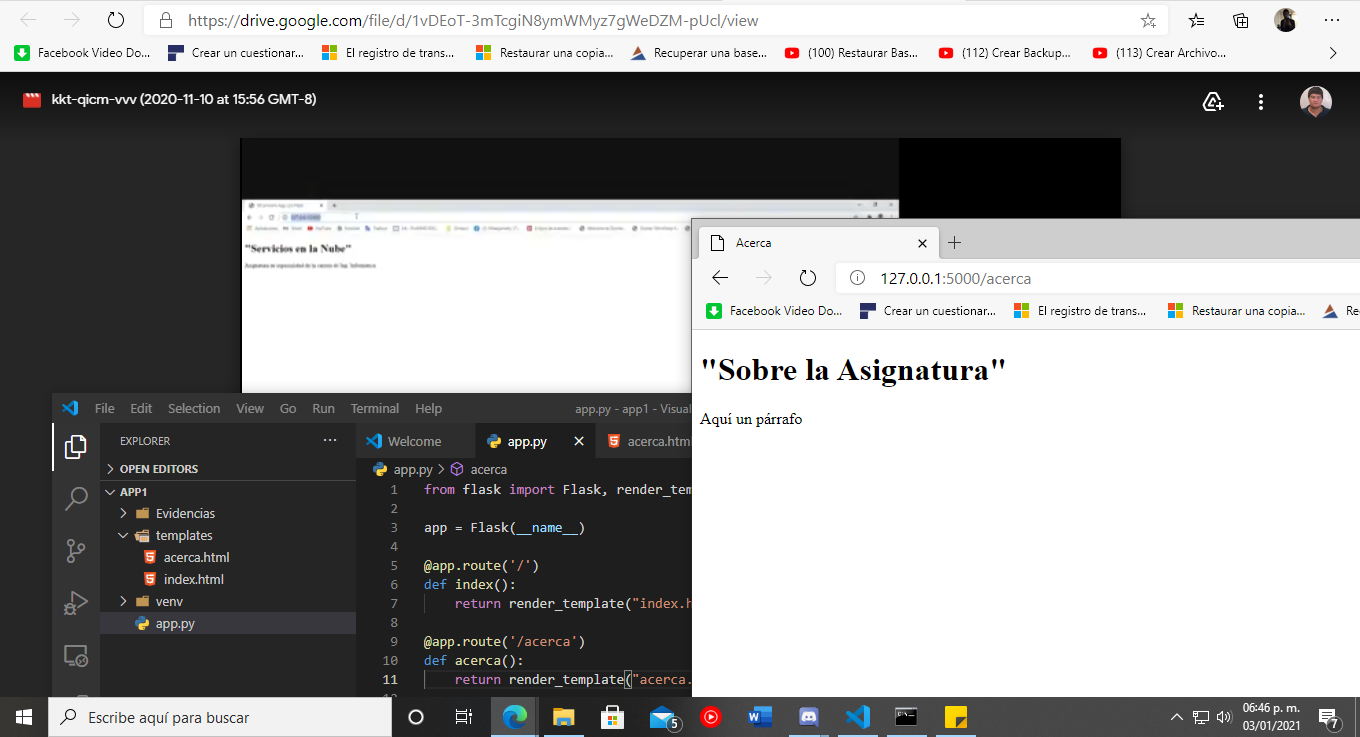 https://drive.google.com/file/d/1vDEoT-3mTcgiN8ymWMyz7gWeDZM-pUcl/view
Facebook Video Do... Crear un cuestionar... El registro de trans... Restaurar una copia... Recuperar una base... (100) Restaurar Bas... (112) Crear Backup... (113) Crear Archivo...
kkt-qicm-vvv (2020-11-10 at 15:56 GMT-8)
"Servicios en la Nube"
Acerca
127.0.0.1:5000/acerca
Facebook Video Do... Crear un cuestionar... El registro de trans... Restaurar una copia... Re
"Sobre la Asignatura"
Aquí un párrafo
File Edit Selection View Go Run Terminal Help app.py - app1 - Visual
EXPLORER ... Welcome app.py acerca.html
OPEN EDITORS
app.py > acerca
APP1
Evidencias
templates
acerca.html
index.html
venv
app.py
1 from flask import Flask, render_tem
2
3 app = Flask(__name__)
4
5 @app.route('/')
6 def index():
7 return render_template("index.h
8
9 @app.route('/acerca')
10 def acerca():
11 return render_template("acerca.
12
Escribe aquí para buscar
5
06:46 p. m.
03/01/2021
7